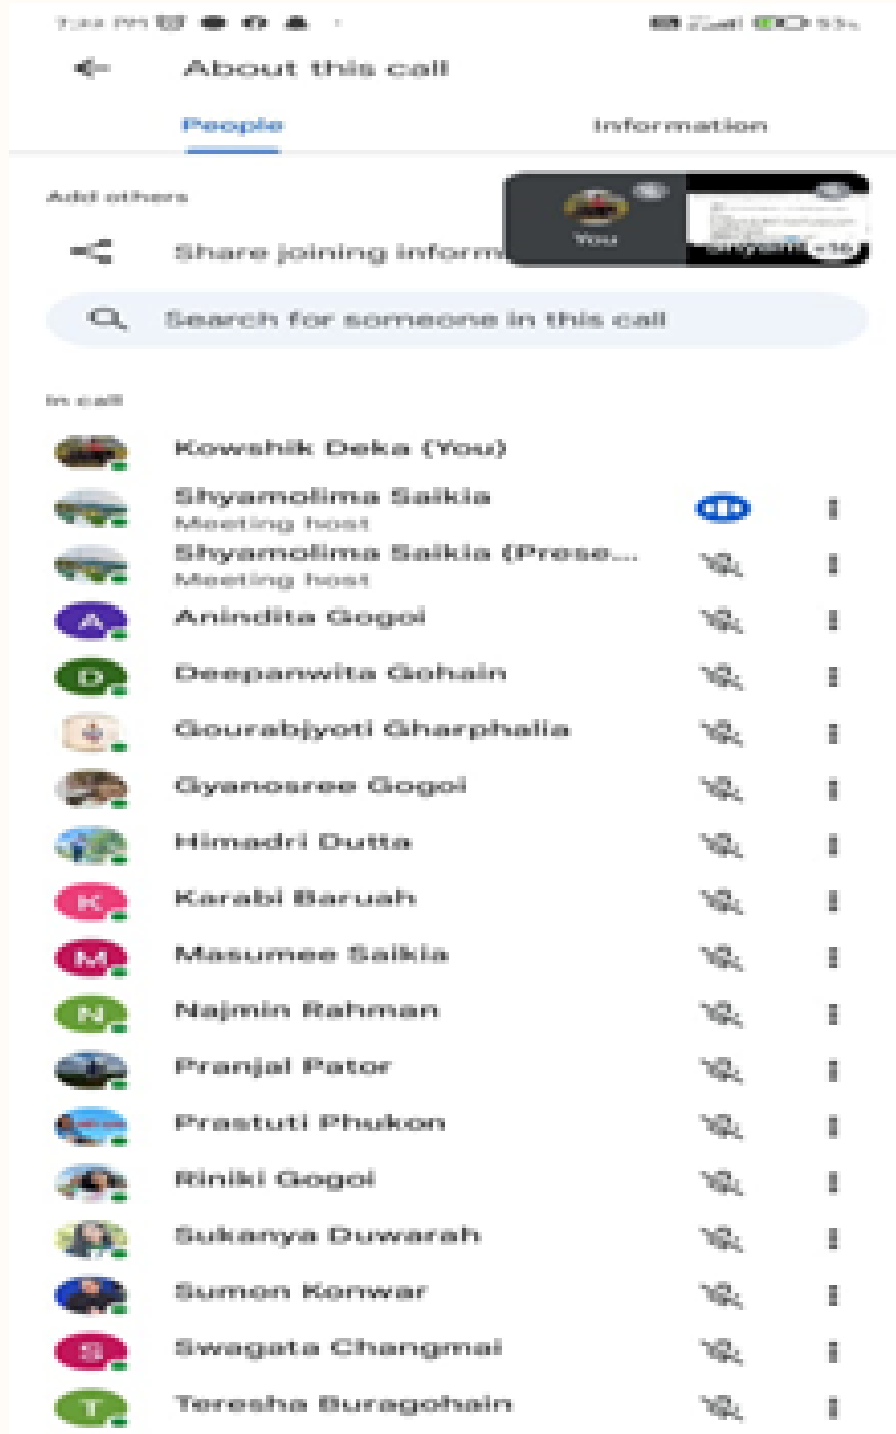 About this call
People
Information
Add others
Share joining inform
You
+16
Search for someone in this call
In call
Kowshik Deka (You)
Shyamolima Saikia
Meeting host
Shyamolima Saikia (Prese...
Meeting host
A Anindita Gogoi
D Deepanwita Gohain
Gourabjyoti Gharphalia
Gyanosree Gogoi
Himadri Dutta
K Karabi Baruah
M Masumee Saikia
N Najmin Rahman
Pranjal Pator
Prastuti Phukon
Riniki Gogoi
Sukanya Duwarah
Sumon Konwar
S Swagata Changmai
T Teresha Buragohain